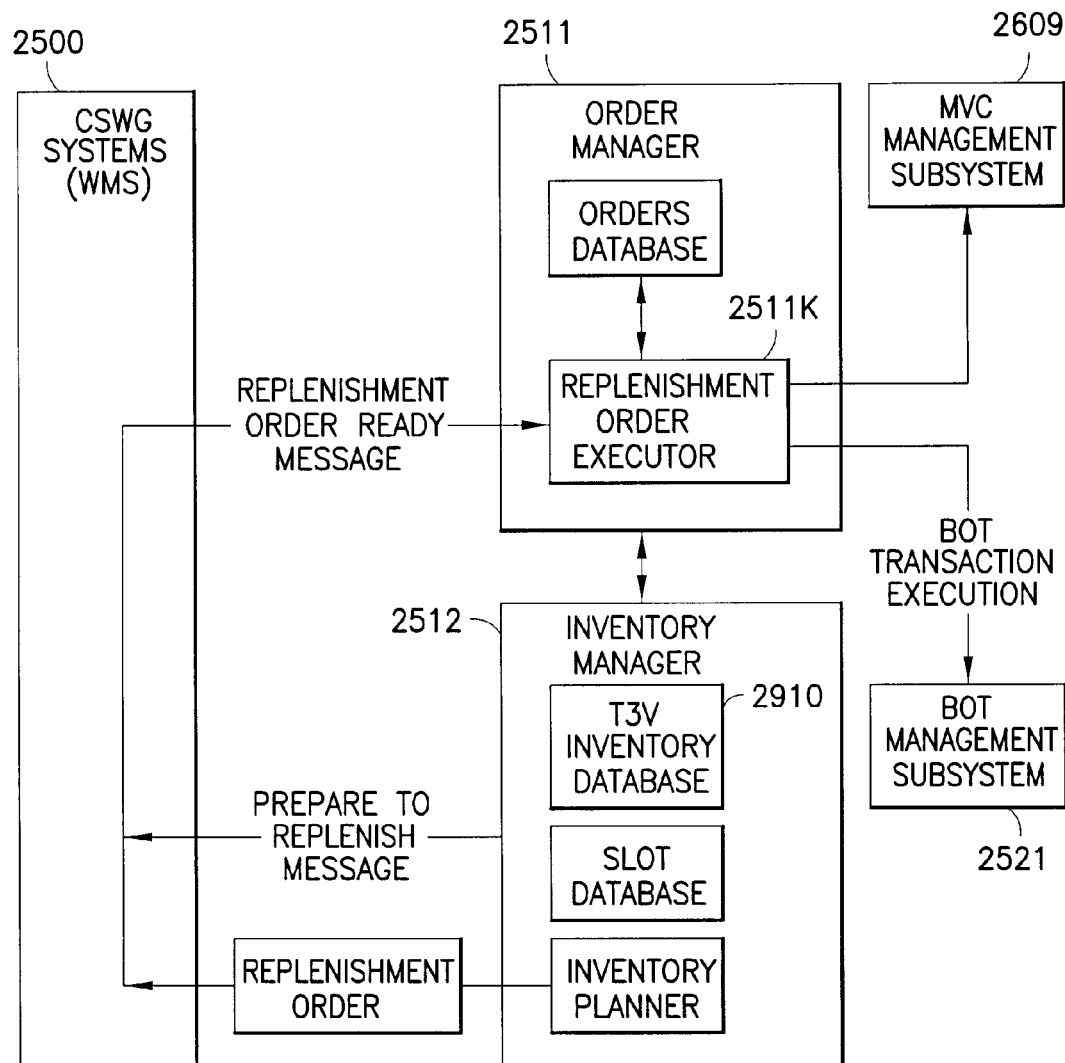 2500
CSWG
SYSTEMS
(WMS)
2511
ORDER
MANAGER
ORDERS
DATABASE
2511K
REPLENISHMENT
ORDER
EXECUTOR
2609
MVC
MANAGEMENT
SUBSYSTEM
REPLENISHMENT
ORDER READY
MESSAGE
BOT
TRANSACTION
EXECUTION
2512
INVENTORY
MANAGER
T3V
INVENTORY
DATABASE
2910
BOT
MANAGEMENT
SUBSYSTEM
2521
PREPARE TO
REPLENISH
MESSAGE
SLOT
DATABASE
REPLENISHMENT
ORDER
INVENTORY
PLANNER